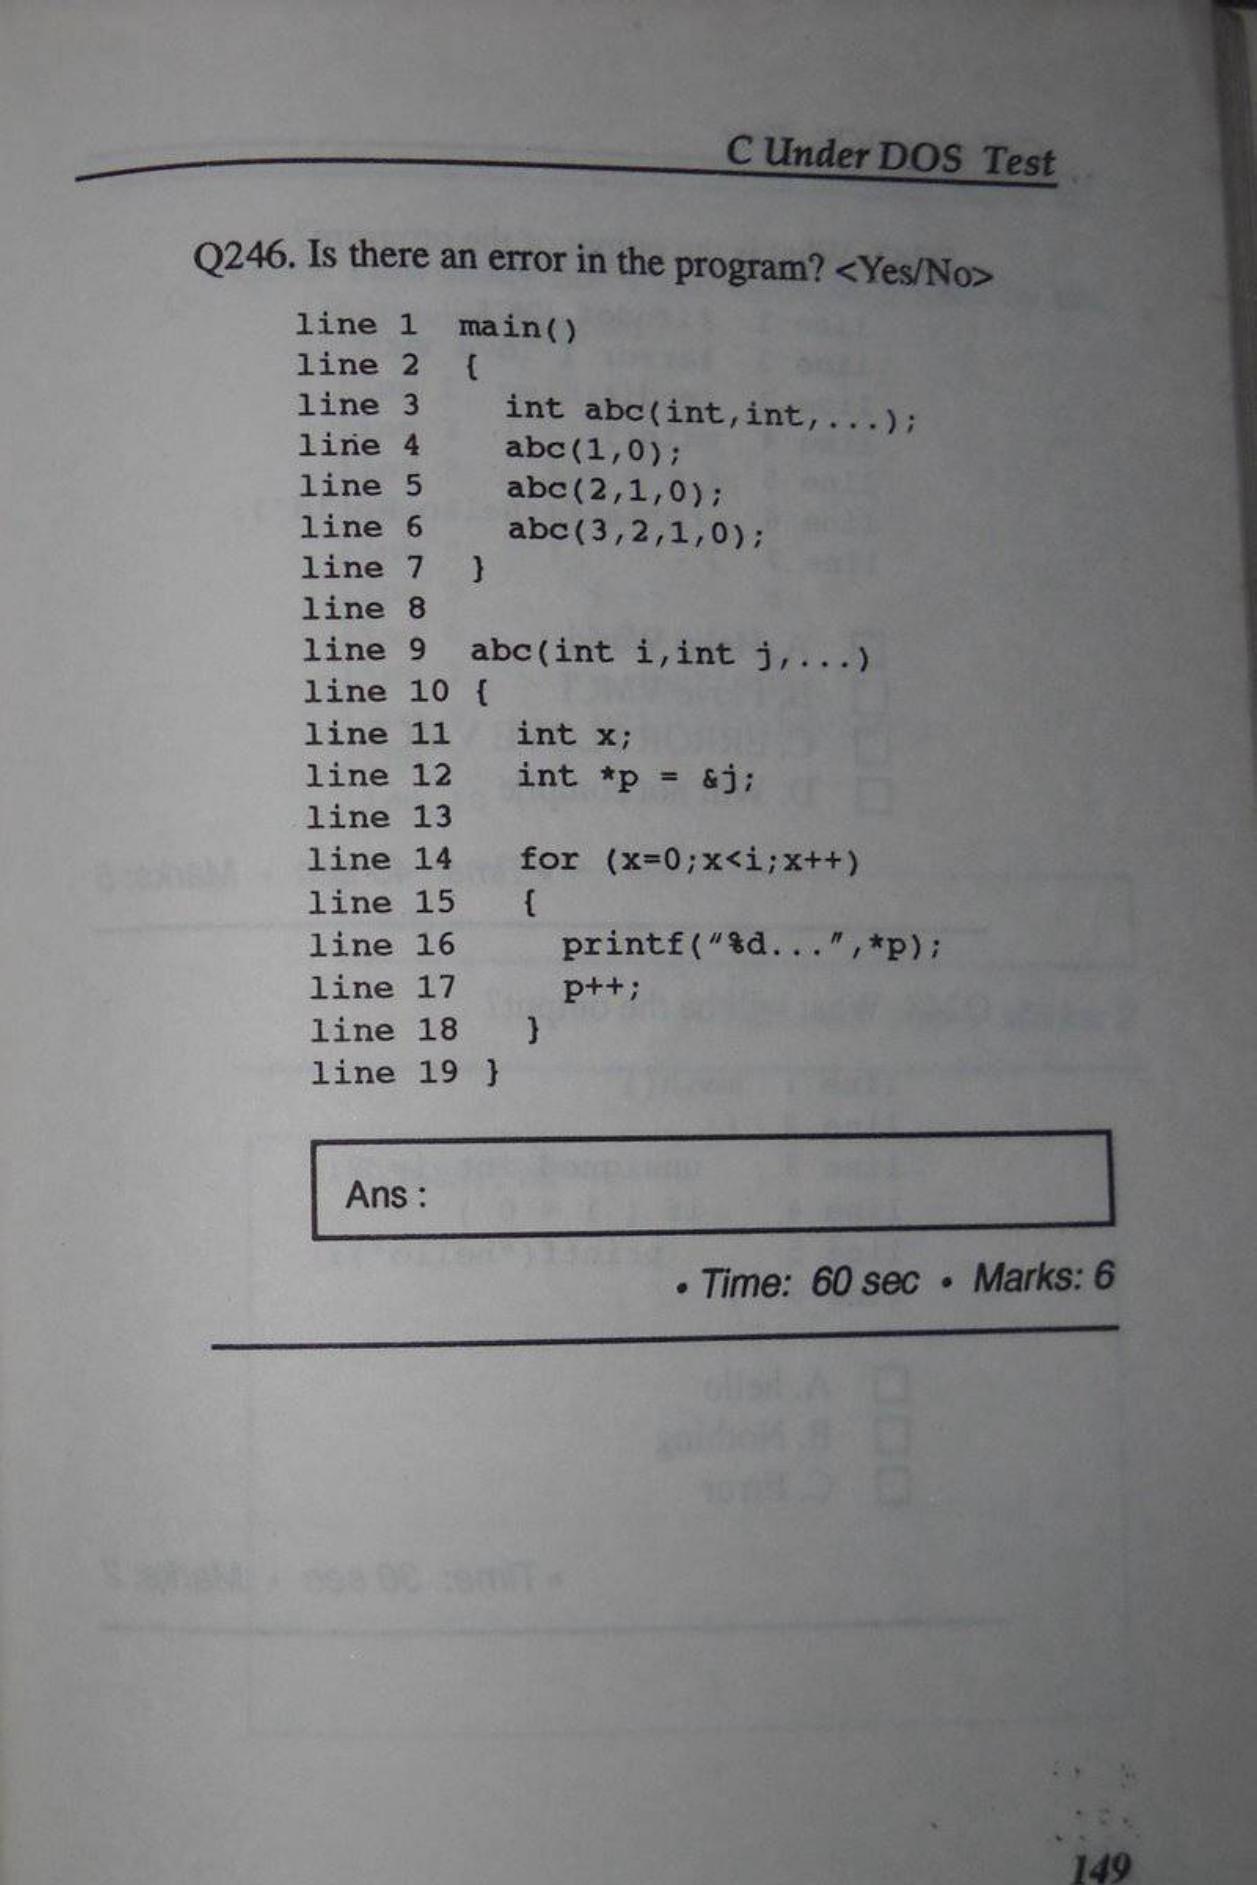 C Under DOS Test
Q246. Is there an error in the program? <Yes/No>
line 1 main()
line 2 {
line 3 int abc(int,int,...);
line 4 abc(1,0);
line 5 abc(2,1,0);
line 6 abc(3,2,1,0);
line 7 }
line 8
line 9 abc(int i,int j,...)
line 10 {
line 11 int x;
line 12 int *p = &j;
line 13
line 14 for (x=0;x<i;x++)
line 15 {
line 16 printf("%d...",*p);
line 17 p++;
line 18 }
line 19 }
Ans :
• Time: 60 sec • Marks: 6
149